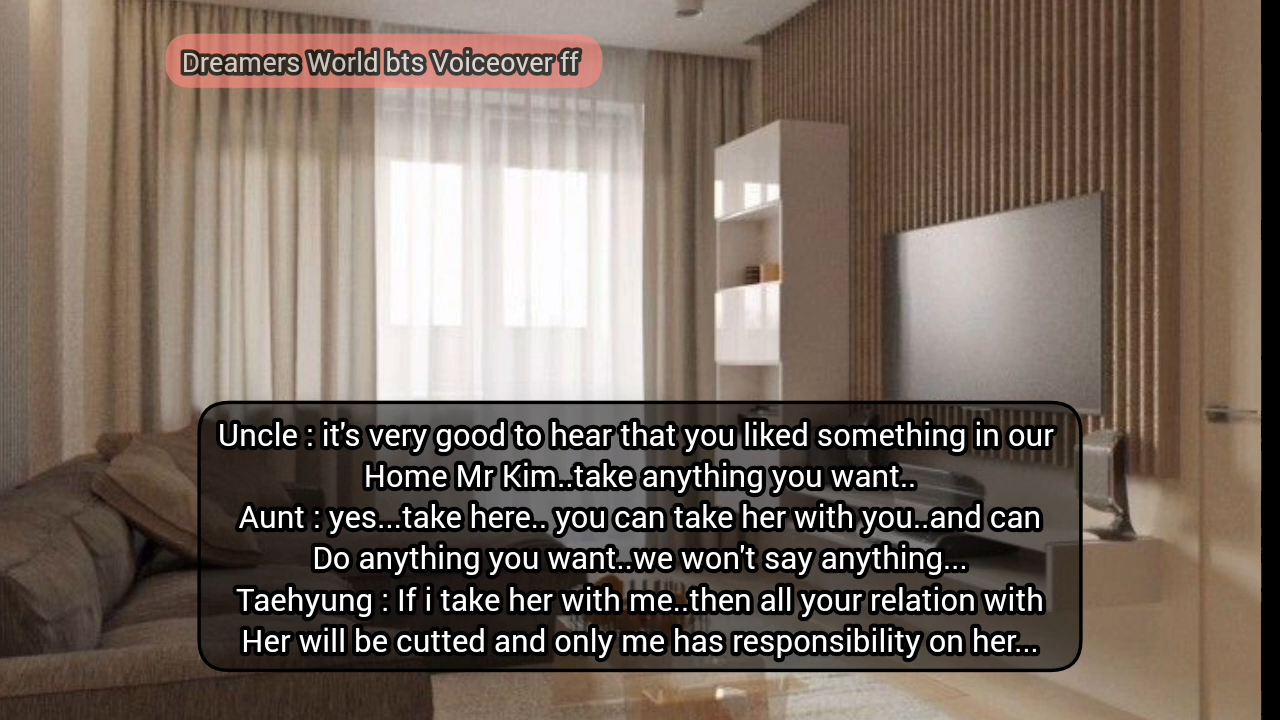 Dreamers World bts Voiceover ff
Uncle : it's very good to hear that you liked something in our
Home Mr Kim..take anything you want..
Aunt : yes...take here.. you can take her with you..and can
Do anything you want..we won't say anything...
Taehyung : If i take her with me..then all your relation with
Her will be cutted and only me has responsibility on her...